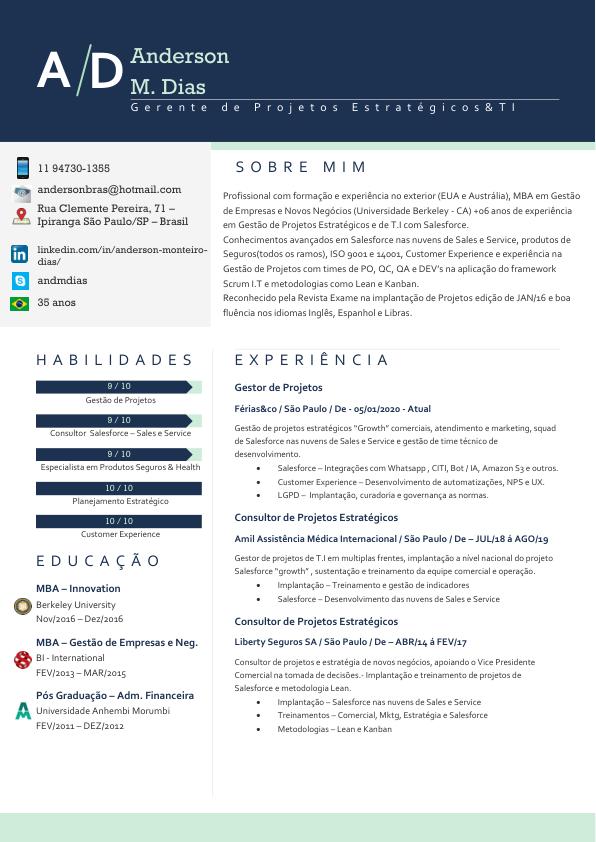 A/D
Anderson
M. Dias
Gerente de Projetos Estratégicos&TI
11 94730-1355
andersonbras@hotmail.com
Rua Clemente Pereira, 71 –
Ipiranga São Paulo/SP – Brasil
linkedin.com/in/anderson-monteiro-
dias/
andmdias
35 anos
SOBRE MIM
Profissional com formação e experiência no exterior (EUA e Austrália), MBA em Gestão
de Empresas e Novos Negócios (Universidade Berkeley - CA) +06 anos de experiência
em Gestão de Projetos Estratégicos e de T.I com Salesforce.
Conhecimentos avançados em Salesforce nas nuvens de Sales e Service, produtos de
Seguros(todos os ramos), ISO 9001 e 14001, Customer Experience e experiência na
Gestão de Projetos com times de PO, QC, QA e DEV's na aplicação do framework
Scrum I.T e metodologias como Lean e Kanban.
Reconhecido pela Revista Exame na implantação de Projetos edição de JAN/16 e boa
fluência nos idiomas Inglês, Espanhol e Libras.
HABILIDADES
9 / 10
Gestão de Projetos
9 / 10
Consultor Salesforce – Sales e Service
9 / 10
Especialista em Produtos Seguros & Health
10 / 10
Planejamento Estratégico
10 / 10
Customer Experience
EDUCAÇÃO
MBA – Innovation
Berkeley University
Nov/2016 – Dez/2016
MBA – Gestão de Empresas e Neg.
BI - International
FEV/2013 – MAR/2015
Pós Graduação – Adm. Financeira
Universidade Anhembi Morumbi
FEV/2011 – DEZ/2012
EXPERIÊNCIA
Gestor de Projetos
Férias&co / São Paulo / De - 05/01/2020 - Atual
Gestão de projetos estratégicos "Growth" comerciais, atendimento e marketing, squad
de Salesforce nas nuvens de Sales e Service e gestão de time técnico de
desenvolvimento.
• Salesforce – Integrações com Whatsapp , CITI, Bot / IA, Amazon S3 e outros.
• Customer Experience – Desenvolvimento de automatizações, NPS e UX.
• LGPD – Implantação, curadoria e governança as normas.
Consultor de Projetos Estratégicos
Amil Assistência Médica Internacional / São Paulo / De – JUL/18 á AGO/19
Gestor de projetos de T.I em multiplas frentes, implantação a nível nacional do projeto
Salesforce "growth" , sustentação e treinamento da equipe comercial e operação.
• Implantação – Treinamento e gestão de indicadores
• Salesforce – Desenvolvimento das nuvens de Sales e Service
Consultor de Projetos Estratégicos
Liberty Seguros SA / São Paulo / De – ABR/14 á FEV/17
Consultor de projetos e estratégia de novos negócios, apoiando o Vice Presidente
Comercial na tomada de decisões.- Implantação e treinamento de projetos de
Salesforce e metodologia Lean.
• Implantação – Salesforce nas nuvens de Sales e Service
• Treinamentos – Comercial, Mktg, Estratégia e Salesforce
• Metodologias – Lean e Kanban